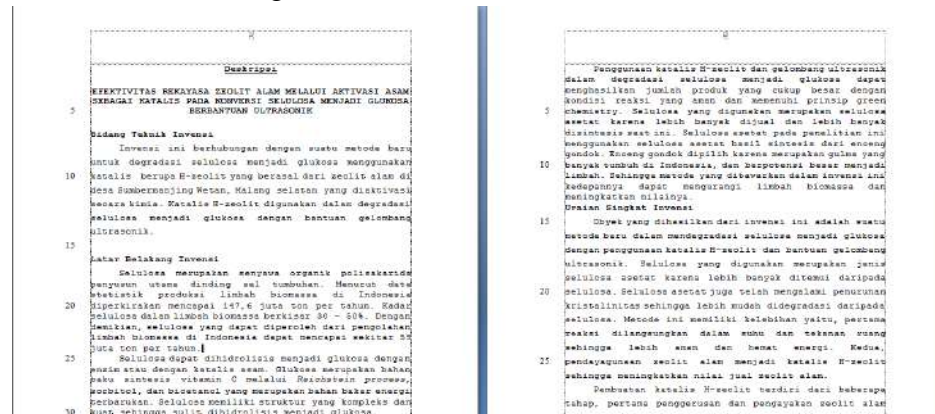 Deskripsi
EFEKTIVITAS REKAYASA ZEOLIT ALAM MELALUI AKTIVASI ASAM
SEBAGAI KATALIS PADA KONVERSI SELULOSA MENJADI GLUKOSA
5 BERBANTUAN ULTRASONIK
Bidang Teknik Invensi
Invensi ini berhubungan dengan suatu metode baru
untuk degradasi selulosa menjadi glukosa menggunakan
10 katalis berupa H-zeolit yang berasal dari zeolit alam di
desa Sumbermanjing Wetan, Malang selatan yang diaktivasi
secara kimia. Katalis H-zeolit digunakan dalam degradasi
selulosa menjadi glukosa dengan bantuan gelombang
ultrasonik.
15
Latar Belakang Invensi
Selulosa merupakan senyawa organik polisakarida
penyusun utama dinding sel tumbuhan. Menurut data
statistik produksi limbah biomassa di Indonesia
20 diperkirakan mencapai 147,6 juta ton per tahun. Kadar
selulosa dalam limbah biomassa berkisar 30 - 50%. Dengan
demikian, selulosa yang dapat diperoleh dari pengolahan
limbah biomassa di Indonesia dapat mencapai sekitar 55
juta ton per tahun.
25 Selulosa dapat dihidrolisis menjadi glukosa dengan
enzim atau dengan katalis asam. Glukosa merupakan bahan
baku sintesis vitamin C melalui Reichstein process,
sorbitol, dan bioetanol yang merupakan bahan bakar energi
terbarukan. Selulosa memiliki struktur yang kompleks dan
30 kuat sehingga sulit dihidrolisis menjadi glukosa.
Penggunaan katalis H-zeolit dan gelombang ultrasonik
dalam degradasi selulosa menjadi glukosa dapat
menghasilkan jumlah produk yang cukup besar dengan
kondisi reaksi yang aman dan memenuhi prinsip green
5 chemistry. Selulosa yang digunakan merupakan selulosa
asetat karena lebih banyak dijual dan lebih banyak
disintesis saat ini. Selulosa asetat pada penelitian ini
menggunakan selulosa asetat hasil sintesis dari enceng
gondok. Enceng gondok dipilih karena merupakan gulma yang
10 banyak tumbuh di Indonesia, dan berpotensi besar menjadi
limbah. Sehingga metode yang ditawarkan dalam invensi ini
kedepannya dapat mengurangi limbah biomassa dan
meningkatkan nilainya.
Uraian Singkat Invensi
15 Obyek yang dihasilkan dari invensi ini adalah suatu
metode baru dalam mendegradasi selulosa menjadi glukosa
dengan penggunaan katalis H-zeolit dan bantuan gelombang
ultrasonik. Selulosa yang digunakan merupakan jenis
selulosa asetat karena lebih banyak ditemui daripada
20 selulosa. Selulosa asetat juga telah mengalami penurunan
kristalinitas sehingga lebih mudah didegradasi daripada
selulosa. Metode ini memiliki kelebihan yaitu, pertama
reaksi dilangsungkan dalam suhu dan tekanan ruang
sehingga lebih aman dan hemat energi. Kedua,
25 pendayagunaan zeolit alam menjadi katalis H-zeolit
sehingga meningkatkan nilai jual zeolit alam.
Pembuatan katalis H-zeolit terdiri dari beberapa
tahap, pertama penggerusan dan pengayakan zeolit alam